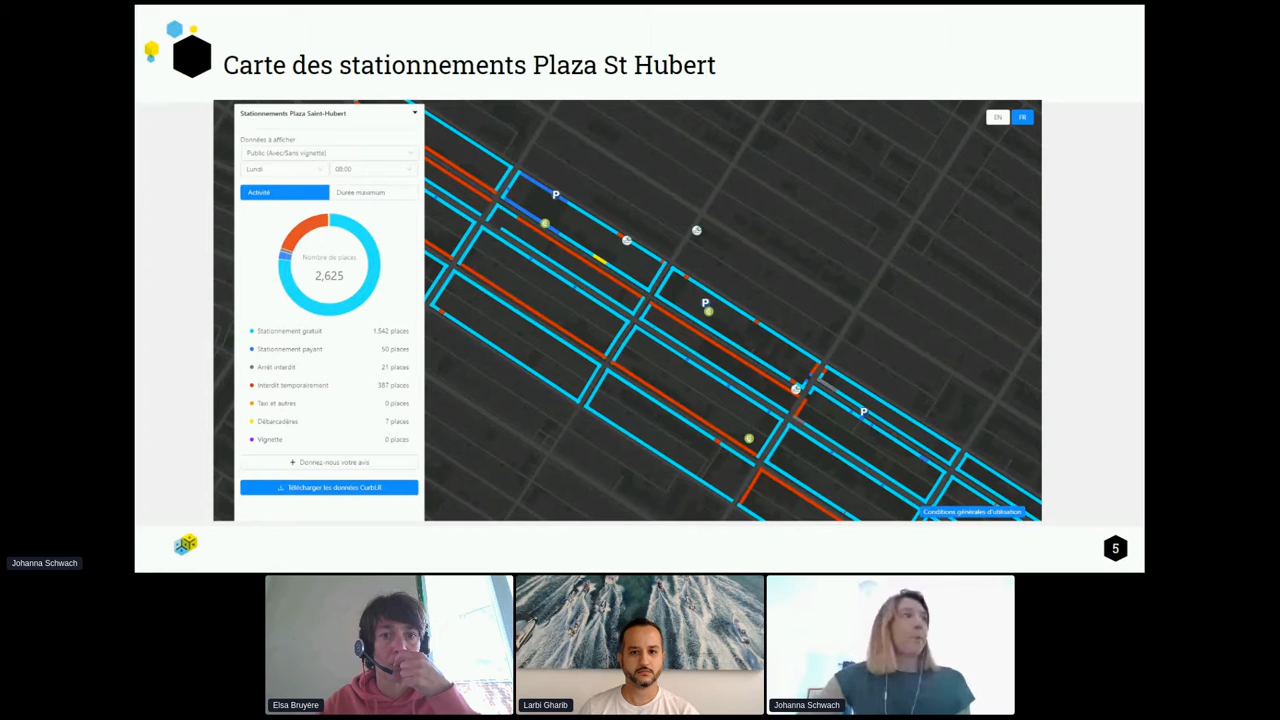 Carte des stationnements Plaza St Hubert
Stationnements Plaza Saint-Hubert
Données à afficher
Public (Avec/Sans vignette)
Lundi 08:00
Activité Durée maximum
Nombre de places
2,625
Stationnement gratuit 1,542 places
Stationnement payant 50 places
Arrêt interdit 21 places
Interdit temporairement 387 places
Taxi et autres 0 places
Débarcadères 7 places
Vignette 0 places
+ Donnez-nous votre avis
Télécharger les données CurbLR
EN FR
P
P
P
Conditions générales d'utilisation
5
Johanna Schwach
Elsa Bruyère
Larbi Gharib
Johanna Schwach